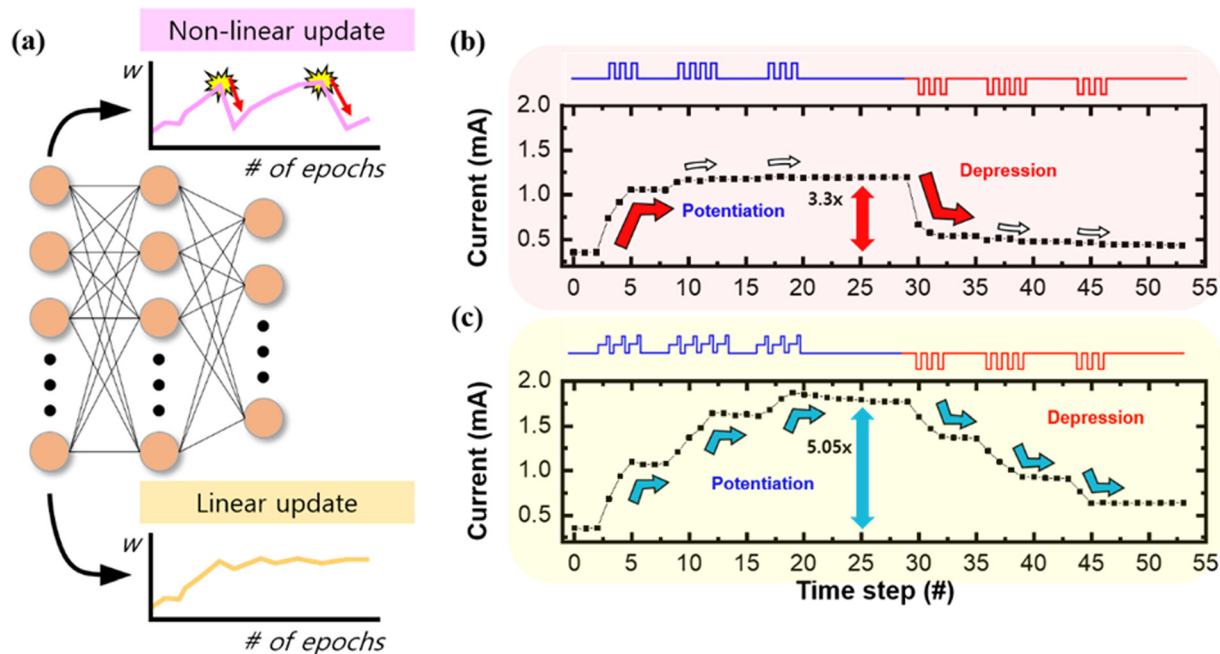 (a)
Non-linear update
w
# of epochs
Linear update
w
# of epochs
(b)
Current (mA)
2.0
1.5
1.0
0.5
Potentiation
3.3x
Depression
0 5 10 15 20 25 30 35 40 45 50 55
(c)
Current (mA)
2.0
1.5
1.0
0.5
Potentiation
5.05x
Depression
0 5 10 15 20 25 30 35 40 45 50 55
Time step (#)